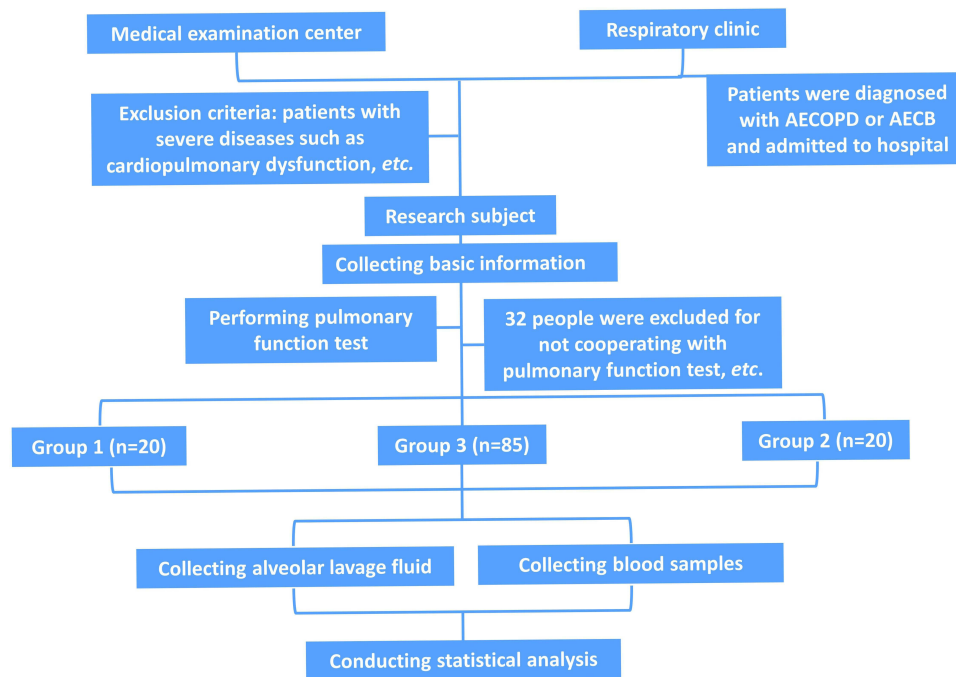 Medical examination center
Respiratory clinic
Exclusion criteria: patients with
severe diseases such as
cardiopulmonary dysfunction, etc.
Patients were diagnosed
with AECOPD or AECB
and admitted to hospital
Research subject
Collecting basic information
Performing pulmonary
function test
32 people were excluded for
not cooperating with
pulmonary function test, etc.
Group 1 (n=20)
Group 3 (n=85)
Group 2 (n=20)
Collecting alveolar lavage fluid
Collecting blood samples
Conducting statistical analysis